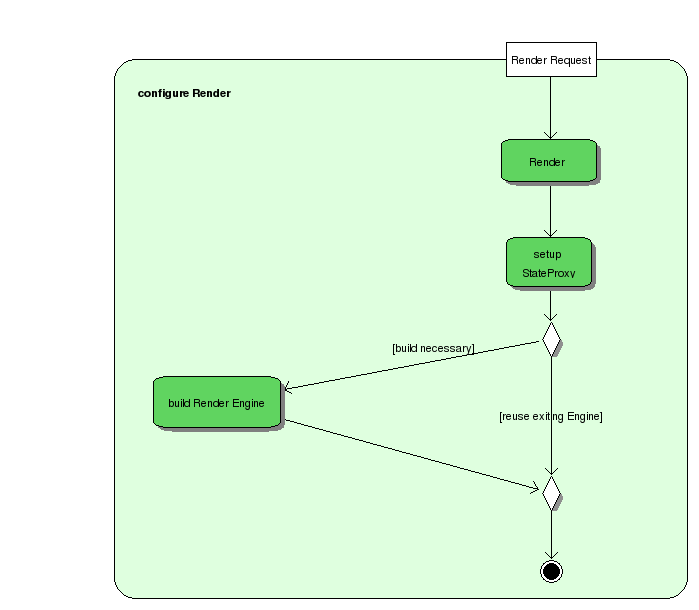 Render Request
configure Render
Render
setup
StateProxy
[build necessary]
build Render Engine
[reuse exiting Engine]